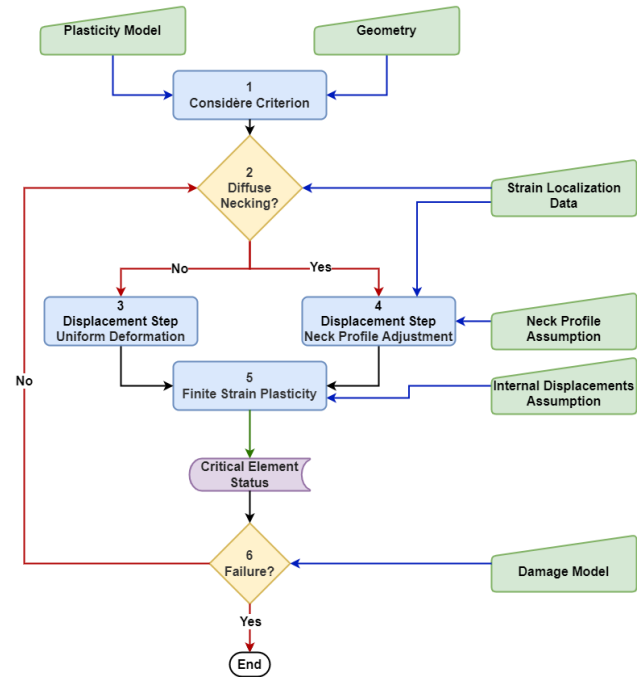 Plasticity Model
Geometry
1
Considère Criterion
2
Diffuse
Necking?
Strain Localization
Data
No
Yes
3
Displacement Step
Uniform Deformation
4
Displacement Step
Neck Profile Adjustment
Neck Profile
Assumption
5
Finite Strain Plasticity
Internal Displacements
Assumption
No
Critical Element
Status
6
Failure?
Damage Model
Yes
End